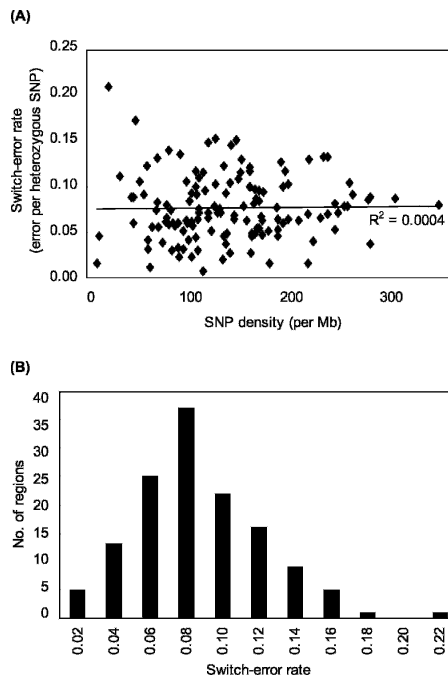 (A)
Switch-error rate
(error per heterozygous SNP)
0.25
0.20
0.15
0.10
0.05
0.00
R² = 0.0004
0 100 200 300
SNP density (per Mb)
(B)
No. of regions
40
35
30
25
20
15
10
5
0
0.02 0.04 0.06 0.08 0.10 0.12 0.14 0.16 0.18 0.20 0.22
Switch-error rate